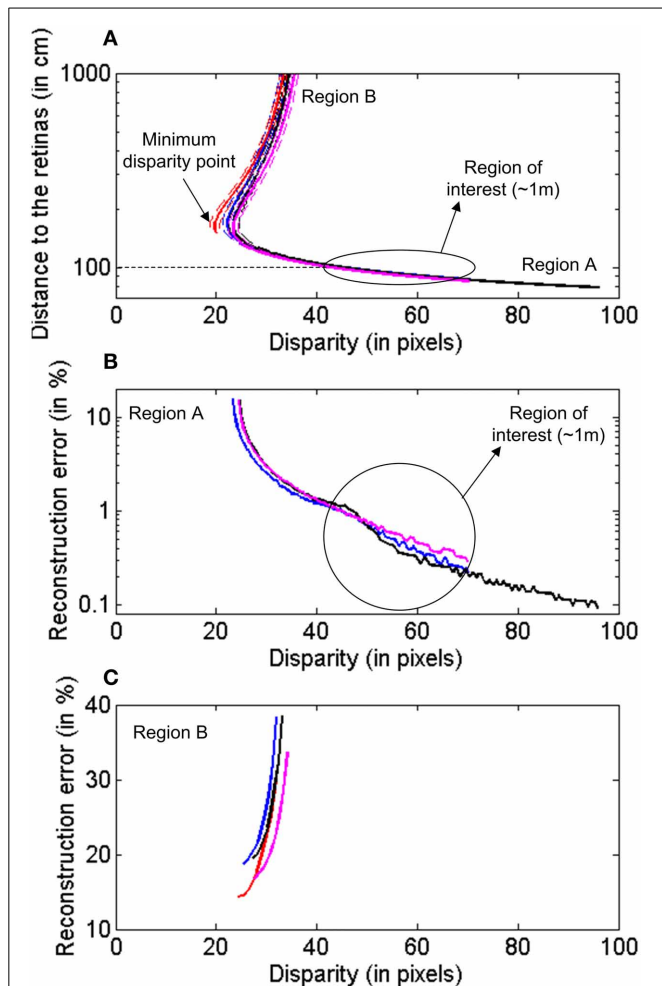 A
Distance to the retinas (in cm)
1000
100
Region B
Minimum
disparity point
Region of
interest (~1m)
Region A
0 20 40 60 80 100
Disparity (in pixels)
B
Reconstruction error (in %)
10
1
0.1
Region A
Region of
interest (~1m)
0 20 40 60 80 100
Disparity (in pixels)
C
Reconstruction error (in %)
40
30
20
10
Region B
0 20 40 60 80 100
Disparity (in pixels)